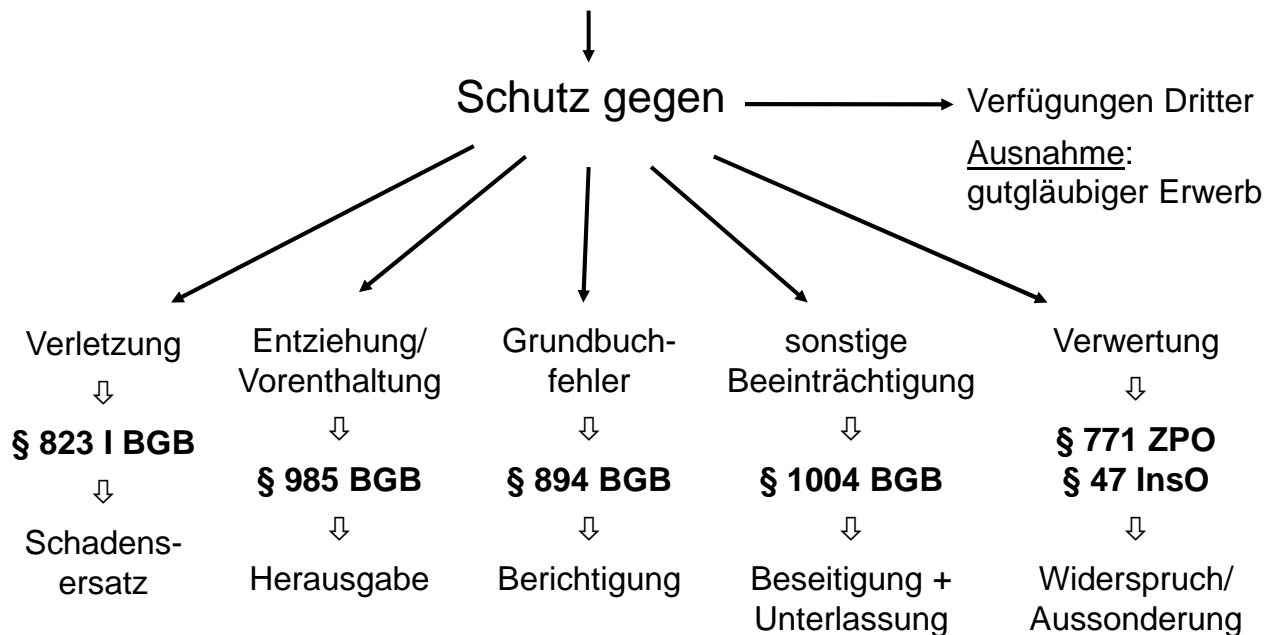 Schutz gegen
Verfügungen Dritter
Ausnahme:
gutgläubiger Erwerb
Verletzung
⇩
§ 823 I BGB
⇩
Schadens-
ersatz
Entziehung/
Vorenthaltung
⇩
§ 985 BGB
⇩
Herausgabe
Grundbuch-
fehler
⇩
§ 894 BGB
⇩
Berichtigung
sonstige
Beeinträchtigung
⇩
§ 1004 BGB
⇩
Beseitigung +
Unterlassung
Verwertung
⇩
§ 771 ZPO
§ 47 InsO
⇩
Widerspruch/
Aussonderung